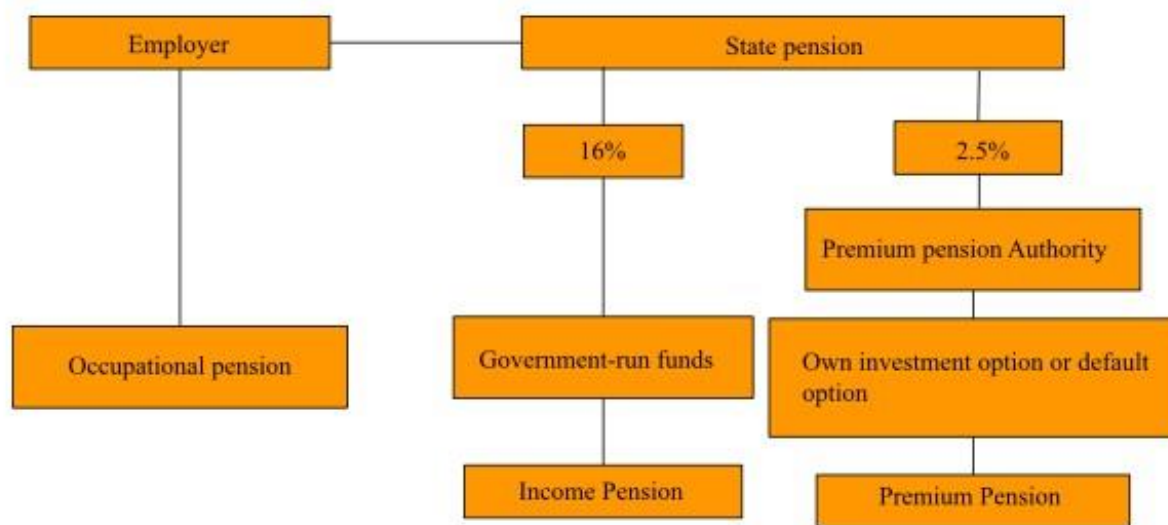 Employer
State pension
16%
2.5%
Premium pension Authority
Occupational pension
Government-run funds
Own investment option or default
option
Income Pension
Premium Pension